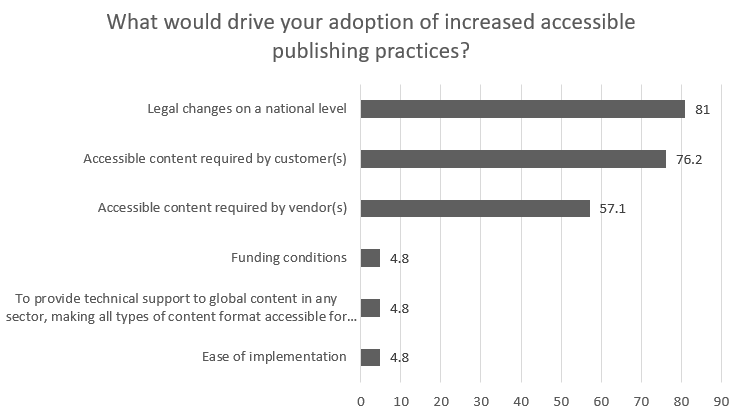 What would drive your adoption of increased accessible
publishing practices?
Legal changes on a national level
81
Accessible content required by customer(s)
76.2
Accessible content required by vendor(s)
57.1
Funding conditions
4.8
To provide technical support to global content in any
sector, making all types of content format accessible for...
4.8
Ease of implementation
4.8
0 10 20 30 40 50 60 70 80 90